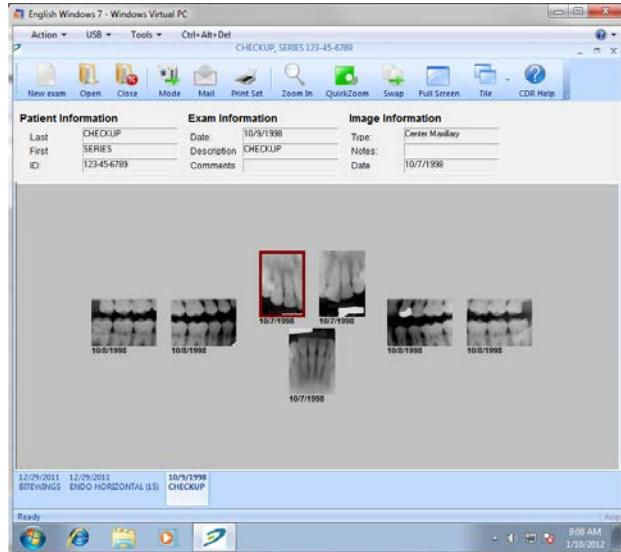 English Windows 7 - Windows Virtual PC
Action USB Tools Ctrl+Alt+Del
CHECKUP, SERIES 123-45-6789
New exam Open Close Mode Mail Print Set Zoom In QuickZoom Swap Full Screen Tile CDR Help
Patient Information Exam Information Image Information
Last CHECKUP Date: 10/9/1998 Type: Center Maxillary
First SERIES Description CHECKUP Notes:
ID: 123-45-6789 Comments Date 10/7/1998
10/7/1998 10/7/1998
10/8/1998 10/8/1998 10/8/1998 10/8/1998
10/7/1998
12/29/2011 12/29/2011 10/9/1998
BITEWINGS ENDO HORIZONTAL (15) CHECKUP
Ready
9:08 AM
1/10/2012